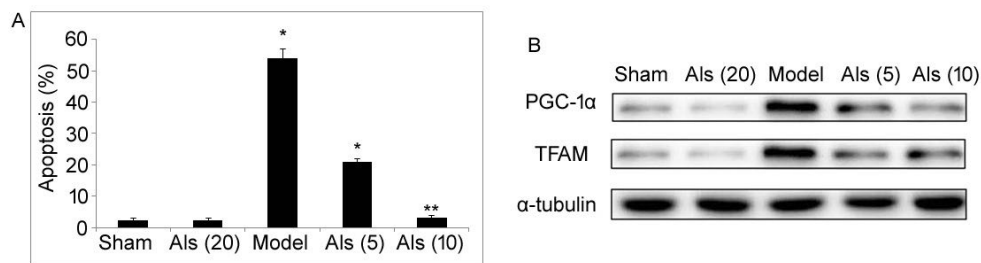 A
Apoptosis (%)
60
50
40
30
20
10
0
*
*
**
Sham Als (20) Model Als (5) Als (10)
B
Sham Als (20) Model Als (5) Als (10)
PGC-1α
TFAM
α-tubulin